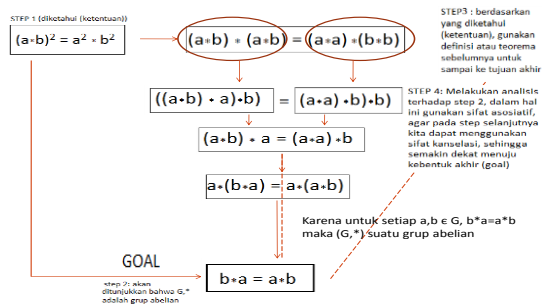 STEP 1 (diketahui (ketentuan))
(a*b)² = a² * b²
(a*b) * (a*b) = (a*a) * (b*b)
STEP3 : berdasarkan
yang diketahui
(ketentuan), gunakan
definisi atau teorema
sebelumnya untuk
sampai ke tujuan akhir
((a*b) * a)*b) = (a*a) * b)*b)
STEP 4: Melakukan analisis
terhadap step 2, dalam hal
ini gunakan sifat asosiatif,
agar pada step selanjutnya
kita dapat menggunakan
sifat kanselasi, sehingga
semakin dekat menuju
kebentuk akhir (goal)
(a*b) * a = (a*a) *b
a*(b*a) = a*(a*b)
Karena untuk setiap a,b ϵ G, b*a=a*b
maka (G,*) suatu grup abelian
GOAL
b*a = a*b
step 2: akan
ditunjukkan bahwa G,*
adalah grup abelian